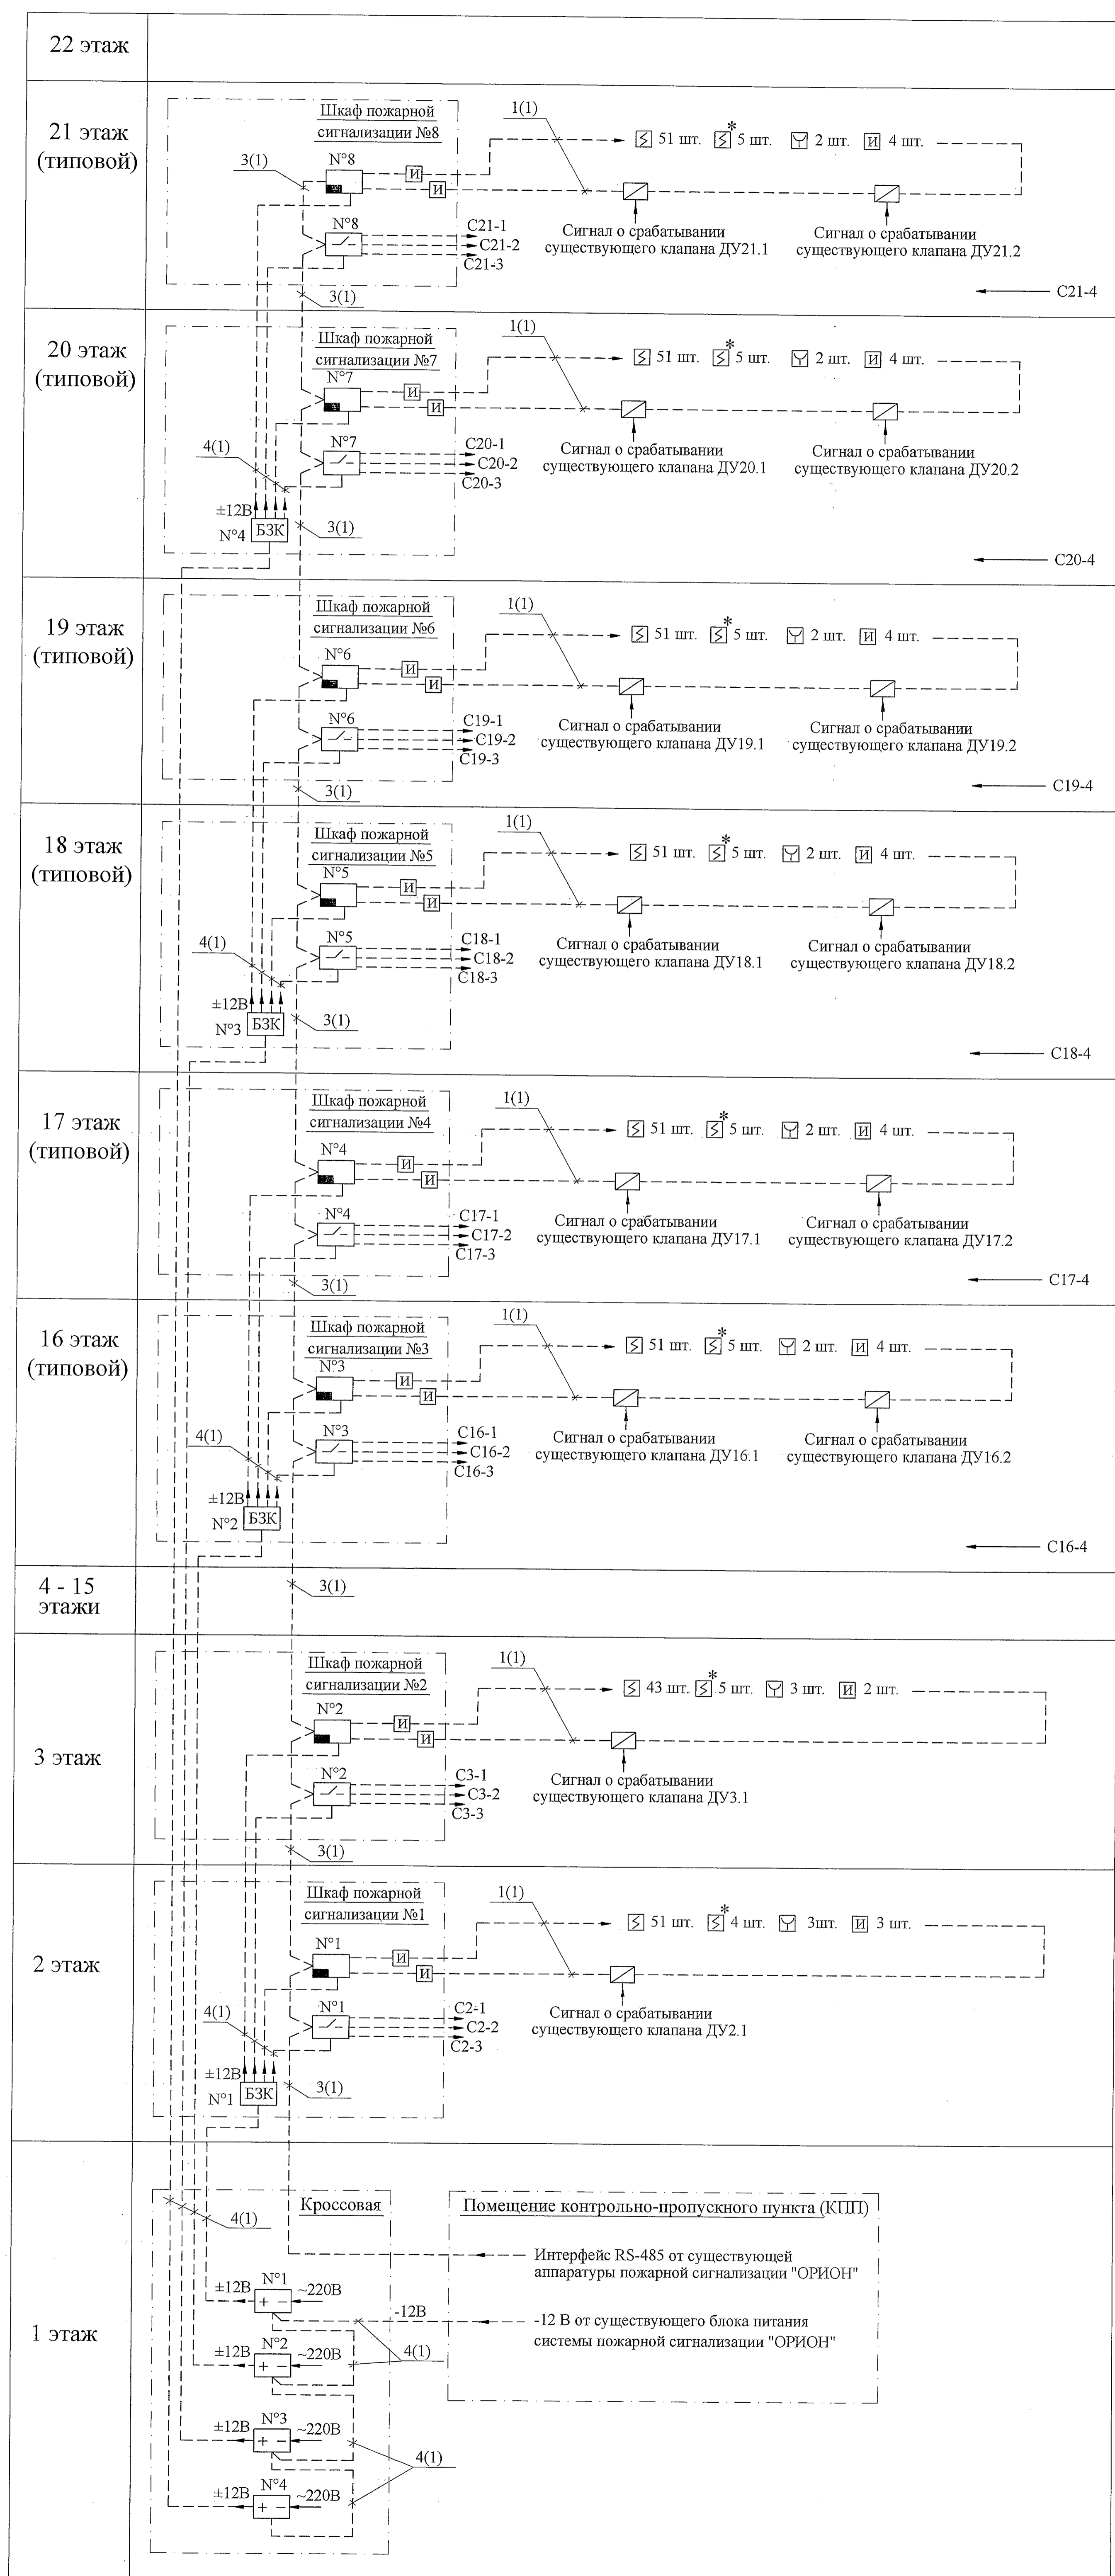 22 этаж
21 этаж
(типовой)
Шкаф пожарной
сигнализации №8
1(1)
51 шт.
* 5 шт.
2 шт.
И 4 шт.
3(1)
N°8
И
И
N°8
С21-1
С21-2
С21-3
Сигнал о срабатывании
существующего клапана ДУ21.1
Сигнал о срабатывании
существующего клапана ДУ21.2
3(1)
С21-4
20 этаж
(типовой)
Шкаф пожарной
сигнализации №7
1(1)
51 шт.
* 5 шт.
2 шт.
И 4 шт.
N°7
И
И
4(1)
N°7
С20-1
С20-2
С20-3
Сигнал о срабатывании
существующего клапана ДУ20.1
Сигнал о срабатывании
существующего клапана ДУ20.2
±12В
N°4
БЗК
3(1)
С20-4
19 этаж
(типовой)
Шкаф пожарной
сигнализации №6
1(1)
51 шт.
* 5 шт.
2 шт.
И 4 шт.
N°6
И
И
N°6
С19-1
С19-2
С19-3
Сигнал о срабатывании
существующего клапана ДУ19.1
Сигнал о срабатывании
существующего клапана ДУ19.2
3(1)
С19-4
18 этаж
(типовой)
Шкаф пожарной
сигнализации №5
1(1)
51 шт.
* 5 шт.
2 шт.
И 4 шт.
N°5
И
И
4(1)
N°5
С18-1
С18-2
С18-3
Сигнал о срабатывании
существующего клапана ДУ18.1
Сигнал о срабатывании
существующего клапана ДУ18.2
±12В
N°3
БЗК
3(1)
С18-4
17 этаж
(типовой)
Шкаф пожарной
сигнализации №4
1(1)
51 шт.
* 5 шт.
2 шт.
И 4 шт.
N°4
И
И
N°4
С17-1
С17-2
С17-3
Сигнал о срабатывании
существующего клапана ДУ17.1
Сигнал о срабатывании
существующего клапана ДУ17.2
3(1)
С17-4
16 этаж
(типовой)
Шкаф пожарной
сигнализации №3
1(1)
51 шт.
* 5 шт.
2 шт.
И 4 шт.
N°3
И
И
4(1)
N°3
С16-1
С16-2
С16-3
Сигнал о срабатывании
существующего клапана ДУ16.1
Сигнал о срабатывании
существующего клапана ДУ16.2
±12В
N°2
БЗК
С16-4
4 - 15
этажи
3(1)
3 этаж
Шкаф пожарной
сигнализации №2
1(1)
43 шт.
* 5 шт.
3 шт.
И 2 шт.
N°2
И
И
N°2
С3-1
С3-2
С3-3
Сигнал о срабатывании
существующего клапана ДУ3.1
3(1)
2 этаж
Шкаф пожарной
сигнализации №1
1(1)
51 шт.
* 4 шт.
3шт.
И 3 шт.
N°1
И
И
4(1)
N°1
С2-1
С2-2
С2-3
Сигнал о срабатывании
существующего клапана ДУ2.1
±12В
N°1
БЗК
3(1)
1 этаж
Кроссовая
4(1)
Помещение контрольно-пропускного пункта (КПП)
Интерфейс RS-485 от существующей
аппаратуры пожарной сигнализации "ОРИОН"
N°1
±12В
+ −
~220В
-12В
-12 В от существующего блока питания
системы пожарной сигнализации "ОРИОН"
N°2
±12В
+ −
~220В
4(1)
N°3
±12В
+ −
~220В
4(1)
N°4
±12В
+ −
~220В